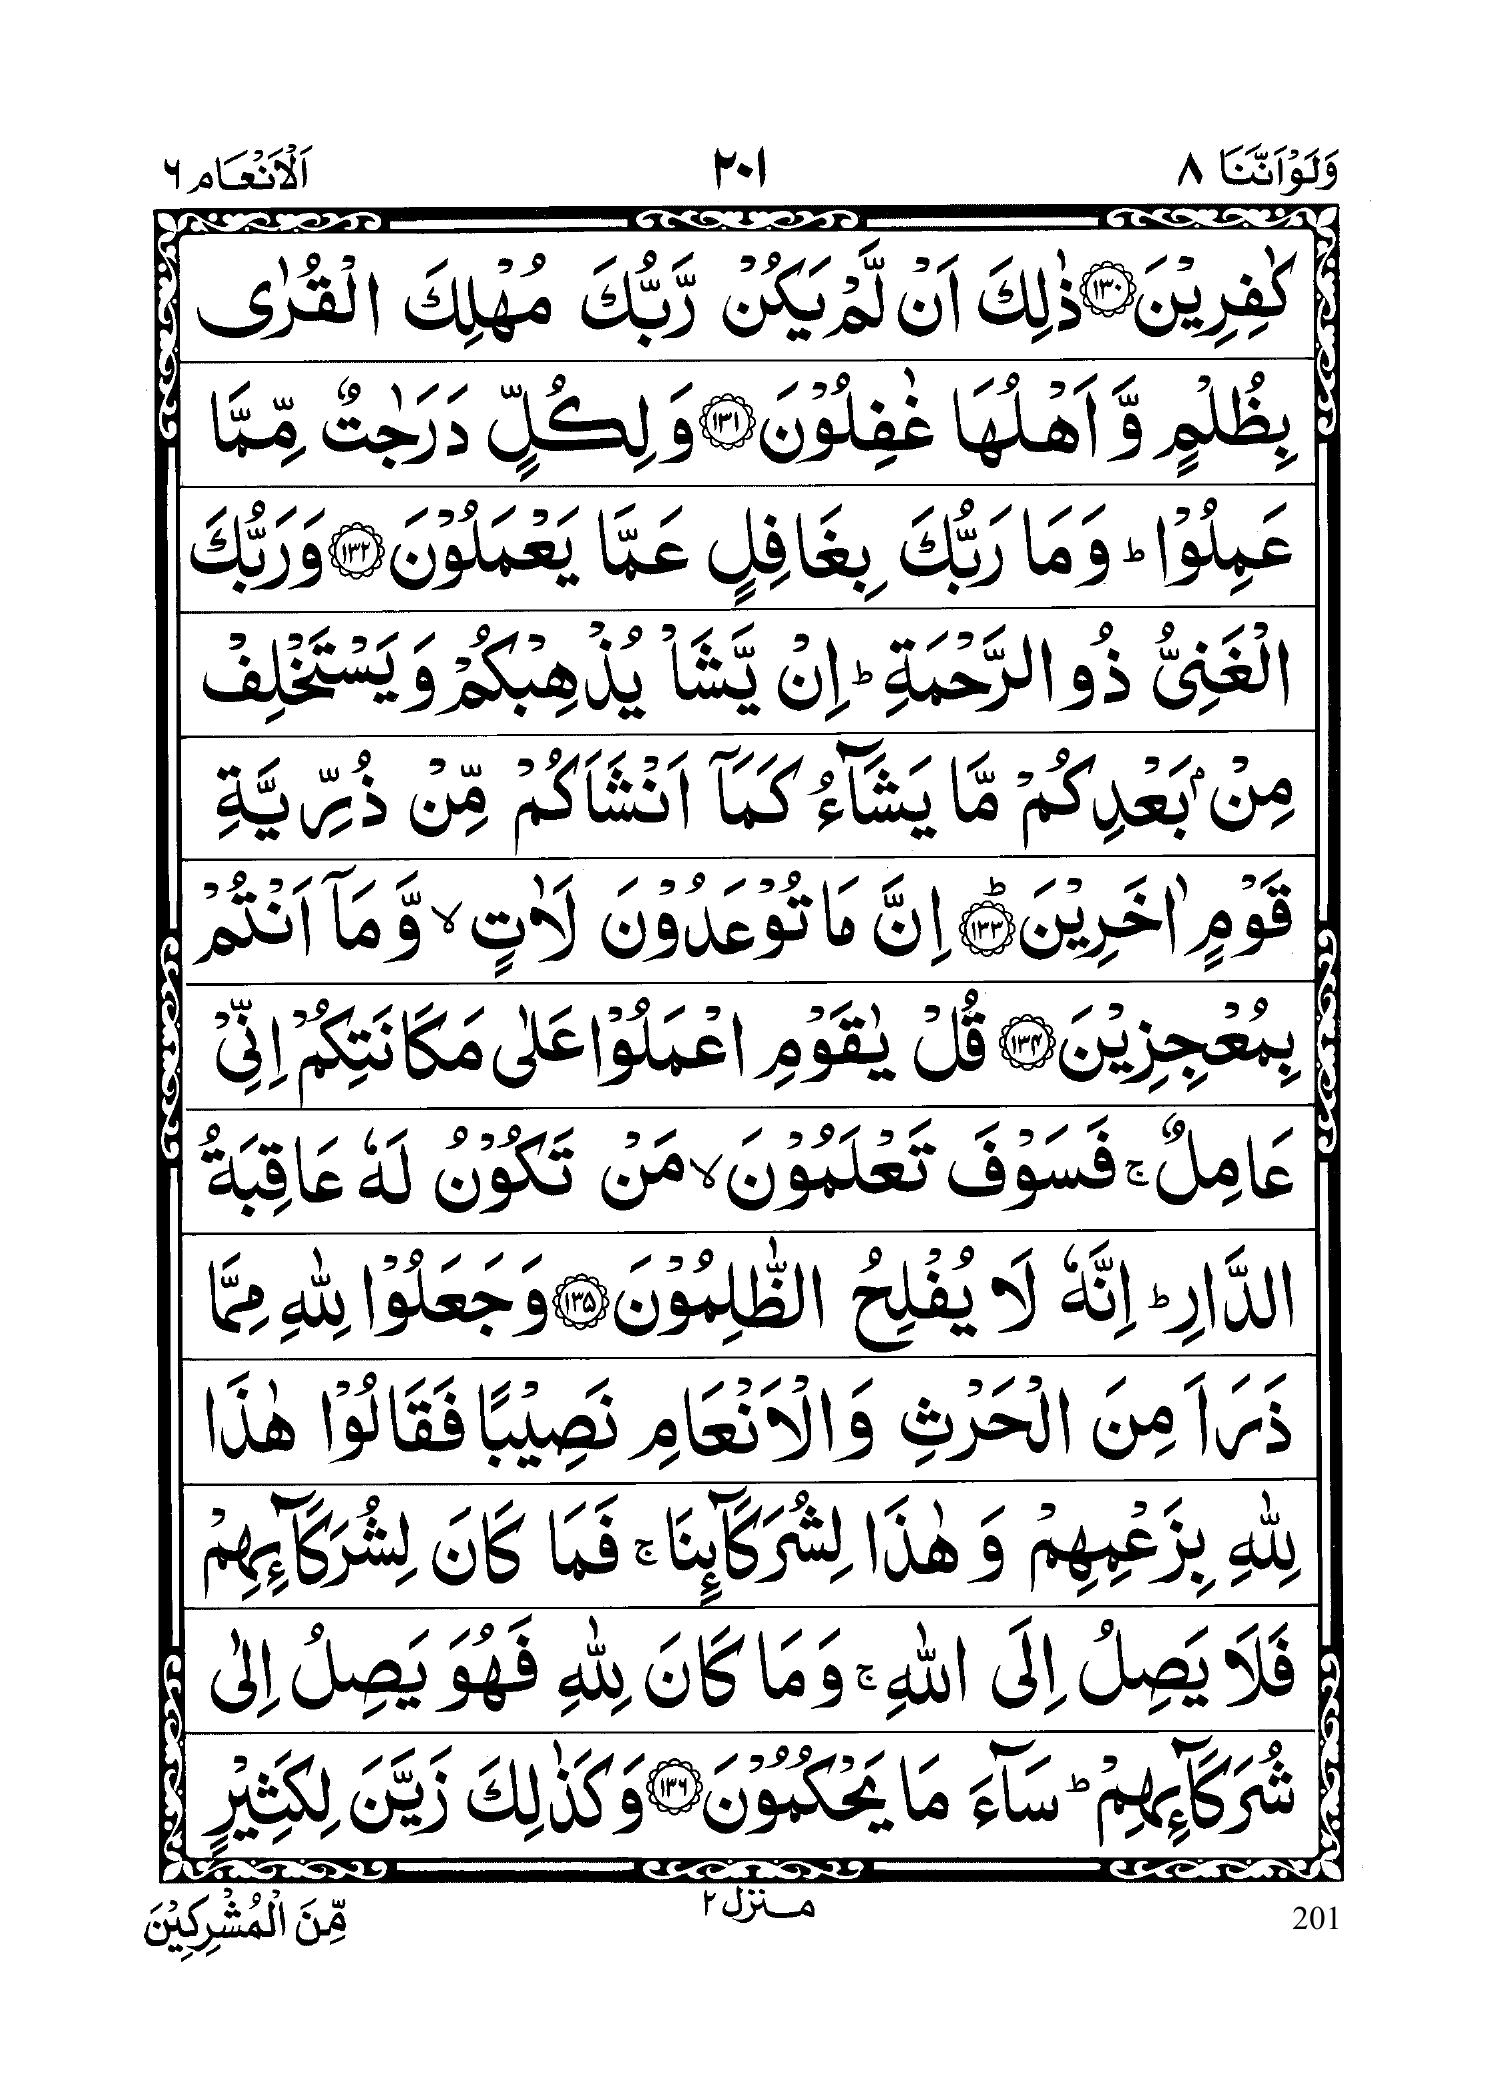 وَلَوْاَنَّنَا ٨ ٢٠١ اَلْاَنْعَام ٦
كٰفِرِيْنَ ﴿١٣٠﴾ ذٰلِكَ اَنْ لَّمْ يَكُنْ رَّبُّكَ مُهْلِكَ الْقُرٰى
بِظُلْمٍ وَّاَهْلُهَا غٰفِلُوْنَ ﴿١٣١﴾ وَلِكُلٍّ دَرَجٰتٌ مِّمَّا
عَمِلُوْا ؕ وَمَا رَبُّكَ بِغَافِلٍ عَمَّا يَعْمَلُوْنَ ﴿١٣٢﴾ وَرَبُّكَ
الْغَنِىُّ ذُو الرَّحْمَةِ ؕ اِنْ يَّشَاْ يُذْهِبْكُمْ وَيَسْتَخْلِفْ
مِنْۢ بَعْدِكُمْ مَّا يَشَآءُ كَمَاۤ اَنْشَاَكُمْ مِّنْ ذُرِّيَّةِ
قَوْمٍ اٰخَرِيْنَ ؕ ﴿١٣٣﴾ اِنَّ مَا تُوْعَدُوْنَ لَاٰتٍ ۙ وَّمَاۤ اَنْتُمْ
بِمُعْجِزِيْنَ ﴿١٣٤﴾ قُلْ يٰقَوْمِ اعْمَلُوْا عَلٰى مَكَانَتِكُمْ اِنِّىْ
عَامِلٌ ۚ فَسَوْفَ تَعْلَمُوْنَ ۙ مَنْ تَكُوْنُ لَهٗ عَاقِبَةُ
الدَّارِ ؕ اِنَّهٗ لَا يُفْلِحُ الظّٰلِمُوْنَ ﴿١٣٥﴾ وَجَعَلُوْا لِلّٰهِ مِمَّا
ذَرَاَ مِنَ الْحَرْثِ وَالْاَنْعَامِ نَصِيْبًا فَقَالُوْا هٰذَا
لِلّٰهِ بِزَعْمِهِمْ وَهٰذَا لِشُرَكَآئِنَا ۚ فَمَا كَانَ لِشُرَكَآئِهِمْ
فَلَا يَصِلُ اِلَى اللّٰهِ ۚ وَمَا كَانَ لِلّٰهِ فَهُوَ يَصِلُ اِلٰى
شُرَكَآئِهِمْ ؕ سَآءَ مَا يَحْكُمُوْنَ ﴿١٣٦﴾ وَكَذٰلِكَ زَيَّنَ لِكَثِيْرٍ
مِّنَ الْمُشْرِكِيْنَ منزل ٢ 201